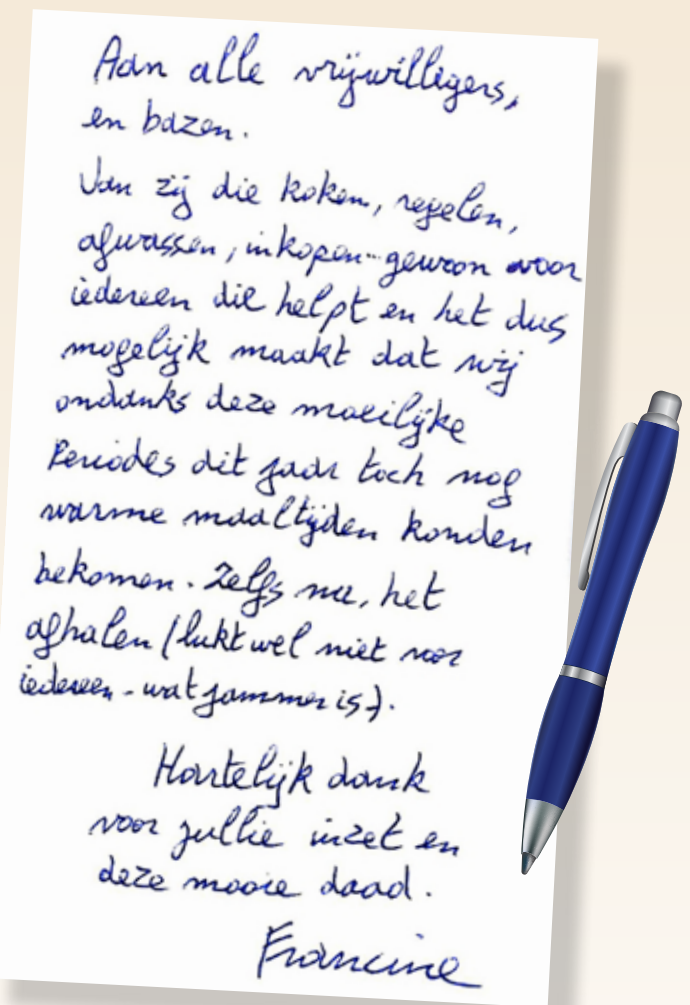 Aan alle vrijwilligers,
en bazen.
Van zij die koken, regelen,
afwassen, inkopen... gewoon voor
iedereen die helpt en het dus
mogelijk maakt dat wij
ondanks deze moeilijke
Periodes dit jaar toch nog
warme maaltijden konden
bekomen. Zelfs nu, het
afhalen (lukt wel niet voor
iedereen - wat jammer is).
Hartelijk dank
voor jullie inzet en
deze mooie daad.
Francine